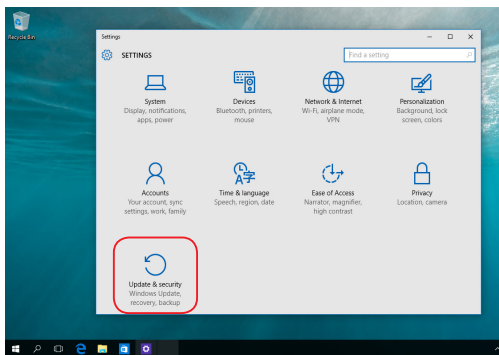 Recycle Bin
Settings
SETTINGS
Find a setting
System
Display, notifications,
apps, power
Devices
Bluetooth, printers,
mouse
Network & Internet
Wi-Fi, airplane mode,
VPN
Personalization
Background, lock
screen, colors
Accounts
Your account, sync
settings, work, family
Time & language
Speech, region, date
Ease of Access
Narrator, magnifier,
high contrast
Privacy
Location, camera
Update & security
Windows Update,
recovery, backup